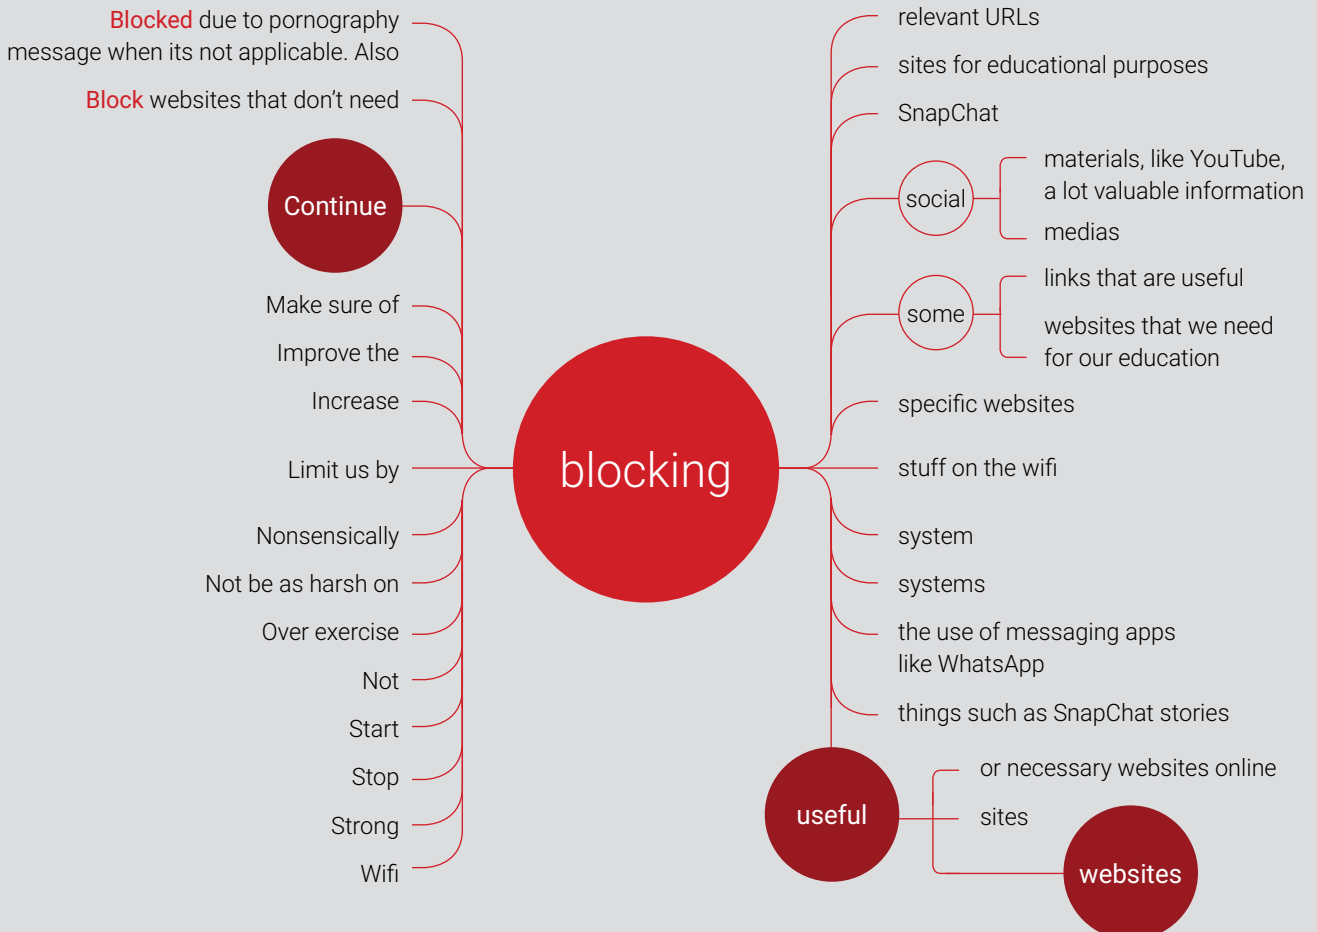 Blocked due to pornography
message when its not applicable. Also
Block websites that don’t need
Continue
Make sure of
Improve the
Increase
Limit us by
Nonsensically
Not be as harsh on
Over exercise
Not
Start
Stop
Strong
Wifi
blocking
relevant URLs
sites for educational purposes
SnapChat
social
materials, like YouTube,
a lot valuable information
medias
some
links that are useful
websites that we need
for our education
specific websites
stuff on the wifi
system
systems
the use of messaging apps
like WhatsApp
things such as SnapChat stories
useful
or necessary websites online
sites
websites